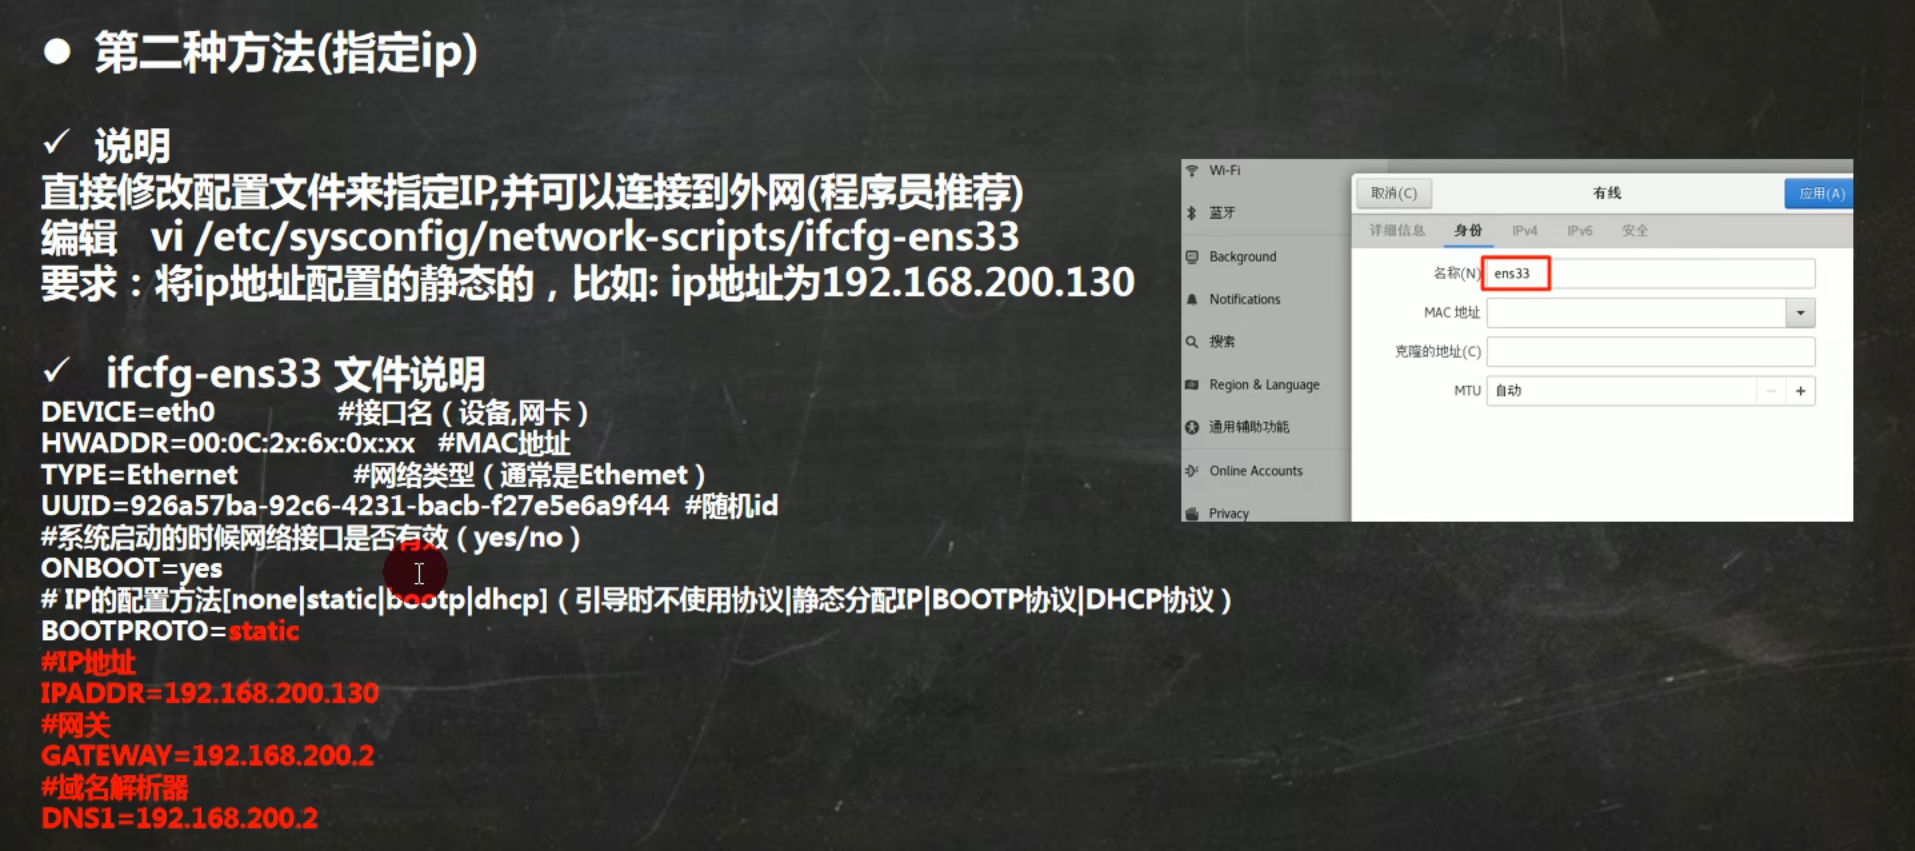 ● 第二种方法(指定ip)
✓ 说明
直接修改配置文件来指定IP,并可以连接到外网(程序员推荐)
编辑 vi /etc/sysconfig/network-scripts/ifcfg-ens33
要求：将ip地址配置的静态的，比如: ip地址为192.168.200.130
✓ ifcfg-ens33 文件说明
DEVICE=eth0 #接口名（设备,网卡）
HWADDR=00:0C:2x:6x:0x:xx #MAC地址
TYPE=Ethernet #网络类型（通常是Ethemet）
UUID=926a57ba-92c6-4231-bacb-f27e5e6a9f44 #随机id
#系统启动的时候网络接口是否有效（yes/no）
ONBOOT=yes
# IP的配置方法[none|static|bootp|dhcp]（引导时不使用协议|静态分配IP|BOOTP协议|DHCP协议）
BOOTPROTO=static
#IP地址
IPADDR=192.168.200.130
#网关
GATEWAY=192.168.200.2
#域名解析器
DNS1=192.168.200.2
Wi-Fi
蓝牙
Background
Notifications
搜索
Region & Language
通用辅助功能
Online Accounts
Privacy
取消(C) 有线 应用(A)
详细信息 身份 IPv4 IPv6 安全
名称(N) ens33
MAC 地址
克隆的地址(C)
MTU 自动 − +